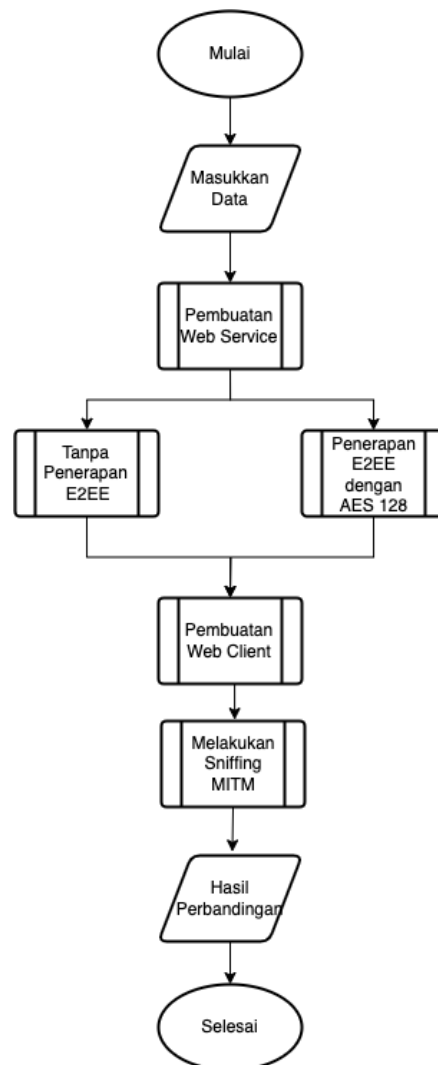 Mulai
Masukkan
Data
Pembuatan
Web Service
Tanpa
Penerapan
E2EE
Penerapan
E2EE
dengan
AES 128
Pembuatan
Web Client
Melakukan
Sniffing
MITM
Hasil
Perbandingan
Selesai